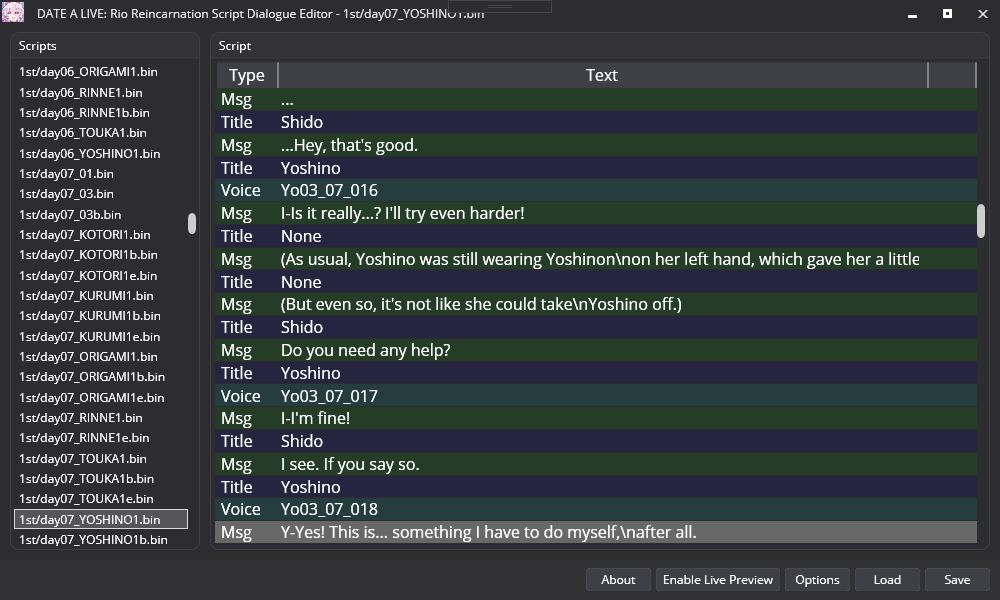 DATE A LIVE: Rio Reincarnation Script Dialogue Editor - 1st/day07_YOSHINO1.bin
Scripts
1st/day06_ORIGAMI1.bin
1st/day06_RINNE1.bin
1st/day06_RINNE1b.bin
1st/day06_TOUKA1.bin
1st/day06_YOSHINO1.bin
1st/day07_01.bin
1st/day07_03.bin
1st/day07_03b.bin
1st/day07_KOTORI1.bin
1st/day07_KOTORI1b.bin
1st/day07_KOTORI1e.bin
1st/day07_KURUMI1.bin
1st/day07_KURUMI1b.bin
1st/day07_KURUMI1e.bin
1st/day07_ORIGAMI1.bin
1st/day07_ORIGAMI1b.bin
1st/day07_ORIGAMI1e.bin
1st/day07_RINNE1.bin
1st/day07_RINNE1e.bin
1st/day07_TOUKA1.bin
1st/day07_TOUKA1b.bin
1st/day07_TOUKA1e.bin
1st/day07_YOSHINO1.bin
1st/day07_YOSHINO1b.bin
Script
Type Text
Msg ...
Title Shido
Msg ...Hey, that's good.
Title Yoshino
Voice Yo03_07_016
Msg I-Is it really...? I'll try even harder!
Title None
Msg (As usual, Yoshino was still wearing Yoshinon\non her left hand, which gave her a little
Title None
Msg (But even so, it's not like she could take\nYoshino off.)
Title Shido
Msg Do you need any help?
Title Yoshino
Voice Yo03_07_017
Msg I-I'm fine!
Title Shido
Msg I see. If you say so.
Title Yoshino
Voice Yo03_07_018
Msg Y-Yes! This is... something I have to do myself,\nafter all.
About Enable Live Preview Options Load Save